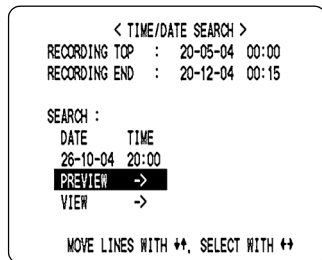 < TIME/DATE SEARCH >
RECORDING TOP : 20-05-04 00:00
RECORDING END : 20-12-04 00:15
SEARCH :
DATE TIME
26-10-04 20:00
PREVIEW ->
VIEW ->
MOVE LINES WITH ↓↑, SELECT WITH ←→